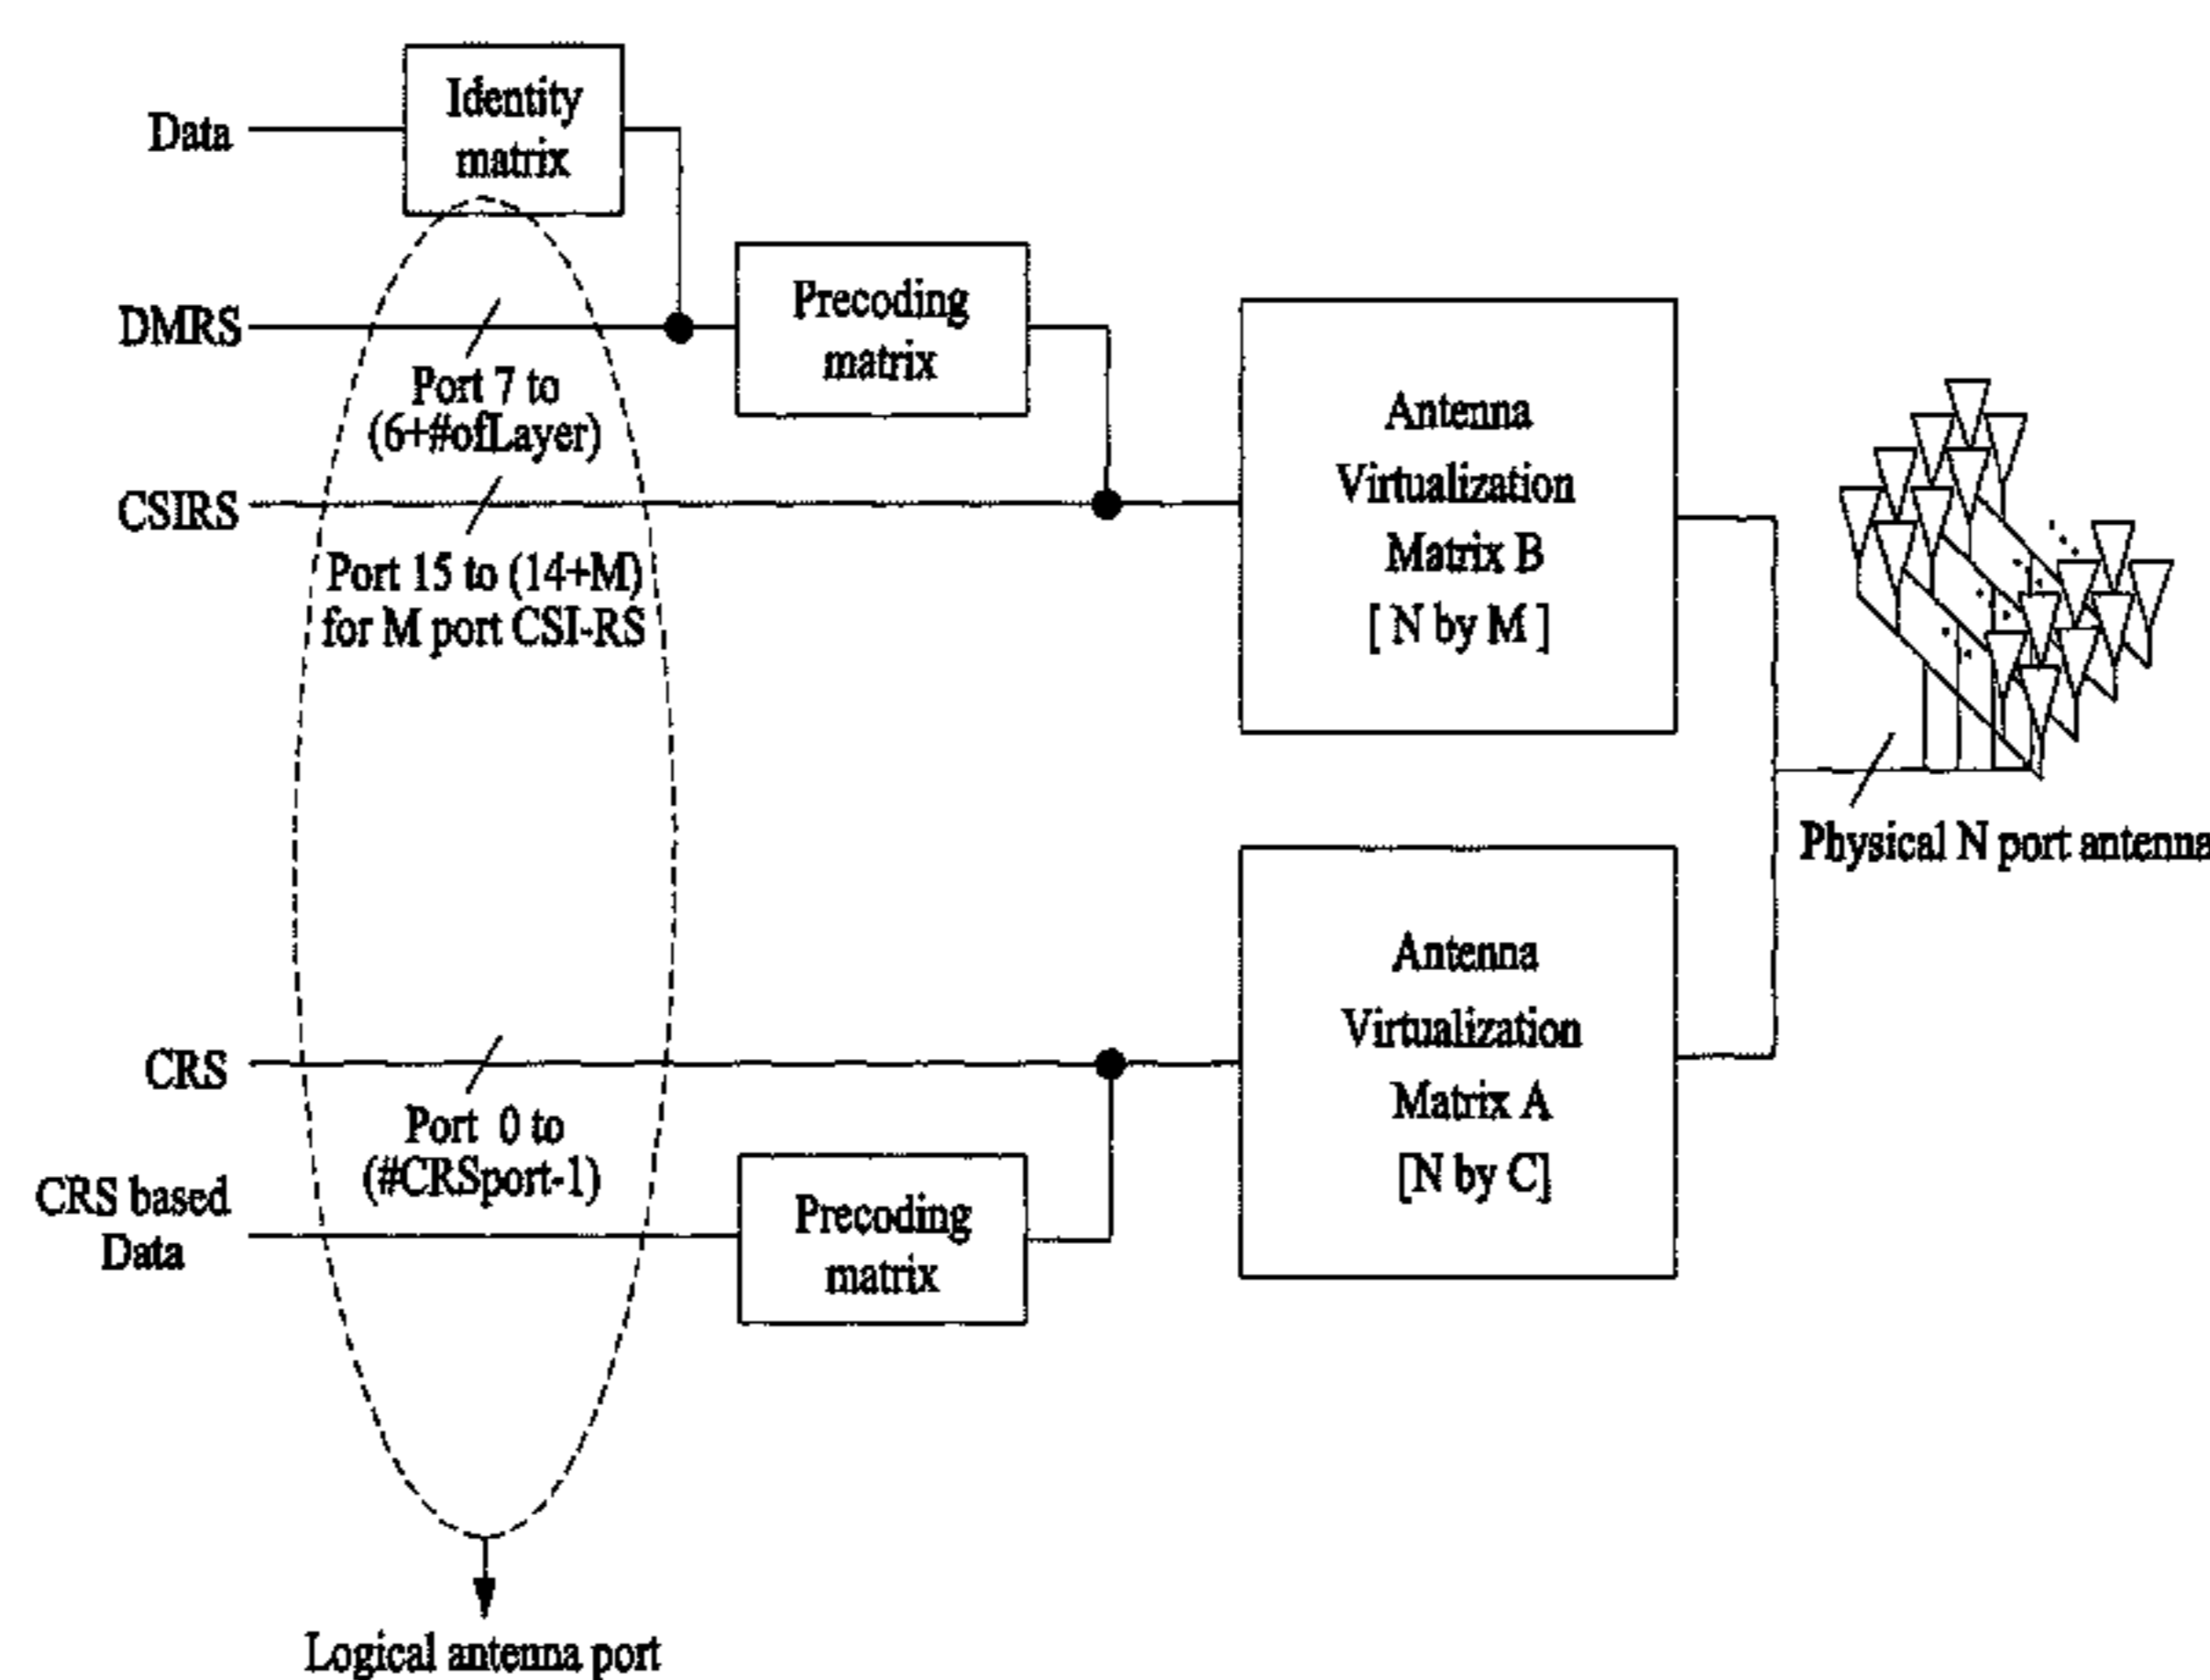 Data
Identity
matrix
DMRS
Port 7 to
(6+#ofLayer)
Precoding
matrix
CSIRS
Port 15 to (14+M)
for M port CSI-RS
Antenna
Virtualization
Matrix B
[ N by M ]
Physical N port antenna
CRS
Port 0 to
(#CRSport-1)
CRS based
Data
Precoding
matrix
Antenna
Virtualization
Matrix A
[N by C]
Logical antenna port